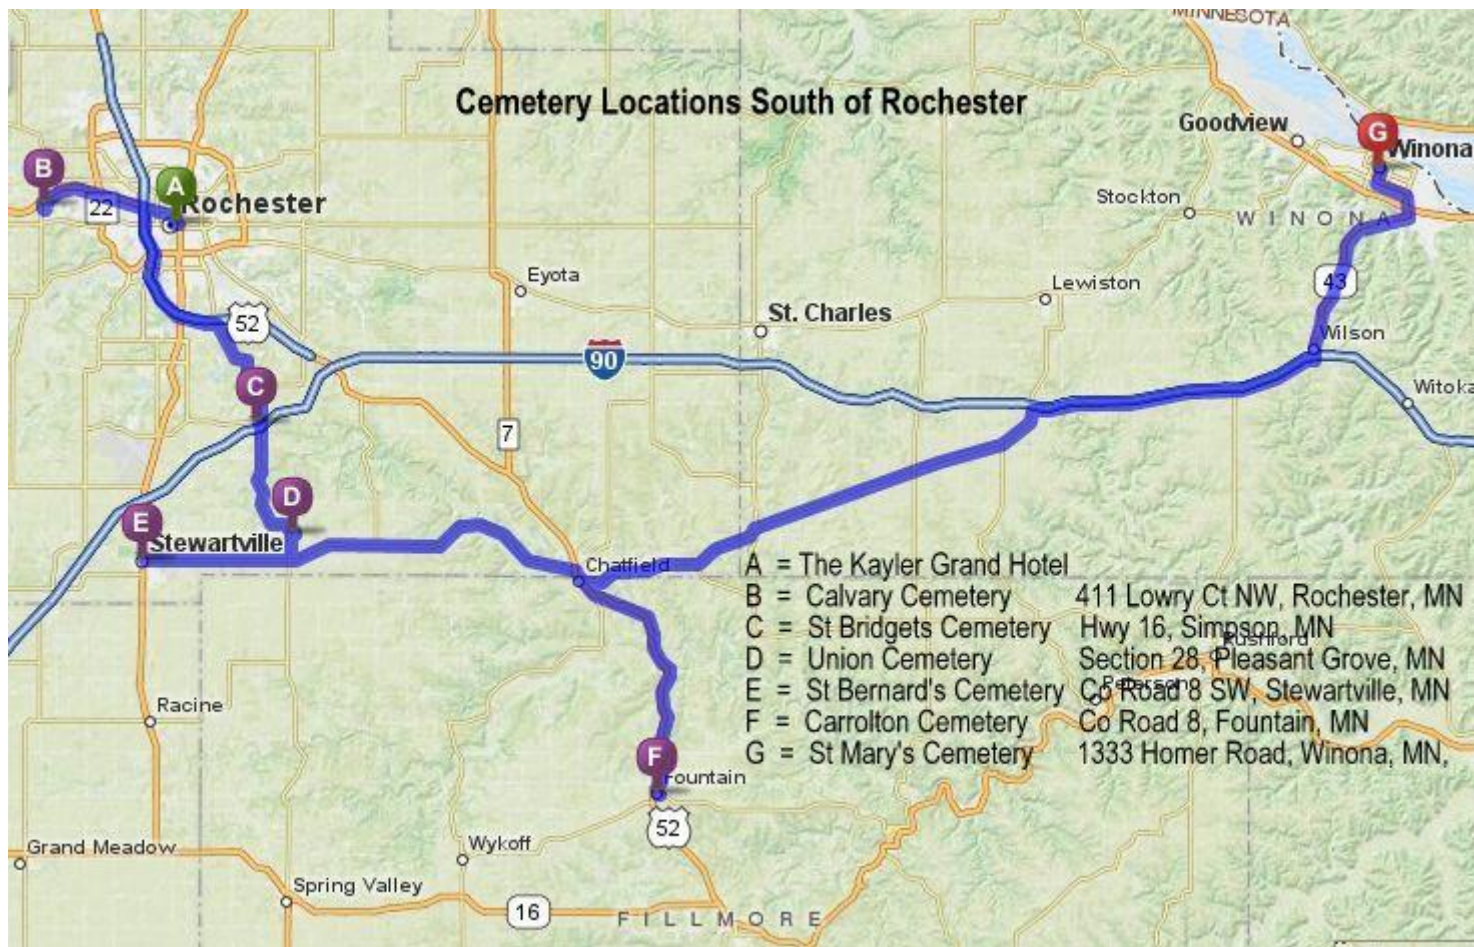 MINNESOTA
Cemetery Locations South of Rochester
Goodview
G
Winona
B
A
Stockton
22
Rochester
WINONA
Eyota
Lewiston
43
St. Charles
52
Wilson
90
C
Witoka
7
D
E
Stewartville
Chatfield
A = The Kayler Grand Hotel
B = Calvary Cemetery 411 Lowry Ct NW, Rochester, MN
C = St Bridgets Cemetery Hwy 16, Simpson, MN
Rushford
D = Union Cemetery Section 28, Pleasant Grove, MN
Peterson
E = St Bernard's Cemetery Co Road 8 SW, Stewartville, MN
Racine
F = Carrolton Cemetery Co Road 8, Fountain, MN
G = St Mary's Cemetery 1333 Homer Road, Winona, MN,
F
Fountain
52
Wykoff
Grand Meadow
Spring Valley
16
FILLMORE